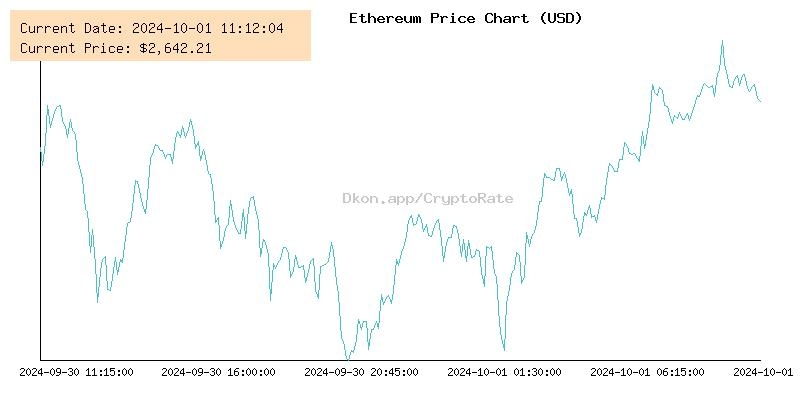 Ethereum Price Chart (USD)
Current Date: 2024-10-01 11:12:04
Current Price: $2,642.21
Dkon.app/CryptoRate
2024-09-30 11:15:00 2024-09-30 16:00:00 2024-09-30 20:45:00 2024-10-01 01:30:00 2024-10-01 06:15:00 2024-10-01